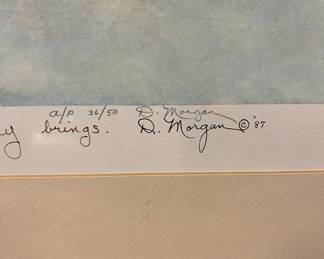 a/p 36/50 D. Morgan
brings. D. Morgan © '87